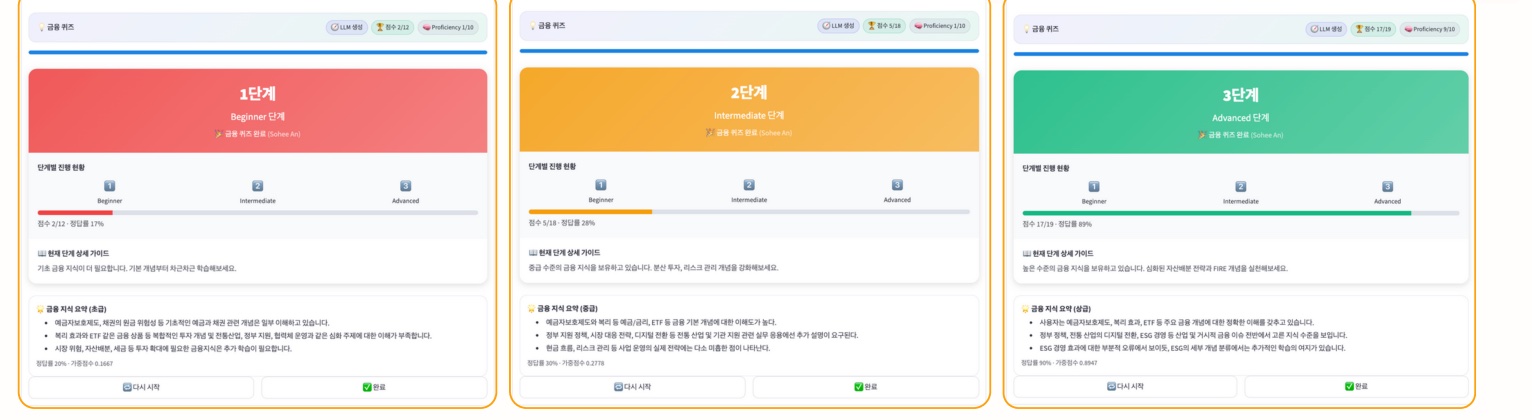 금융 퀴즈
LLM 생성
점수 2/12
Proficiency 1/10
1단계
Beginner 단계
금융 퀴즈 완료 (Sohee An)
단계별 진행 현황
1
2
3
Beginner
Intermediate
Advanced
점수 2/12 · 정답률 17%
현재 단계 상세 가이드
기초 금융 지식이 더 필요합니다. 기본 개념부터 차근차근 학습해보세요.
금융 지식 요약 (초급)
• 예금자보호제도, 채권의 원금 위험성 등 기초적인 예금과 채권 관련 개념은 일부 이해하고 있습니다.
• 복리 효과와 ETF 같은 금융 상품 등 복합적인 투자 개념 및 전통산업, 정부 지원, 협력체 운영과 같은 심화 주제에 대한 이해가 부족합니다.
• 시장 위험, 자산배분, 세금 등 투자 확대에 필요한 금융지식은 추가 학습이 필요합니다.
정답률 20% · 가중점수 0.1667
다시 시작
완료
금융 퀴즈
LLM 생성
점수 5/18
Proficiency 1/10
2단계
Intermediate 단계
금융 퀴즈 완료 (Sohee An)
단계별 진행 현황
1
2
3
Beginner
Intermediate
Advanced
점수 5/18 · 정답률 28%
현재 단계 상세 가이드
중급 수준의 금융 지식을 보유하고 있습니다. 분산 투자, 리스크 관리 개념을 강화해보세요.
금융 지식 요약 (중급)
• 예금자보호제도와 복리 등 예금/금리, ETF 등 금융 기본 개념에 대한 이해도가 높다.
• 정부 지원 정책, 시장 대응 전략, 디지털 전환 등 전통 산업 및 기관 지원 관련 실무 응용에선 추가 설명이 요구된다.
• 현금 흐름, 리스크 관리 등 사업 운영의 실제 전략에는 다소 미흡한 점이 나타난다.
정답률 30% · 가중점수 0.2778
다시 시작
완료
금융 퀴즈
LLM 생성
점수 17/19
Proficiency 9/10
3단계
Advanced 단계
금융 퀴즈 완료 (Sohee An)
단계별 진행 현황
1
2
3
Beginner
Intermediate
Advanced
점수 17/19 · 정답률 89%
현재 단계 상세 가이드
높은 수준의 금융 지식을 보유하고 있습니다. 심화된 자산배분 전략과 FIRE 개념을 실천해보세요.
금융 지식 요약 (상급)
• 사용자는 예금자보호제도, 복리 효과, ETF 등 주요 금융 개념에 대한 정확한 이해를 갖추고 있습니다.
• 정부 정책, 전통 산업의 디지털 전환, ESG 경영 등 산업 및 거시적 금융 이슈 전반에서 고른 지식 수준을 보입니다.
• ESG 경영 효과에 대한 부분적 오류에서 보이듯, ESG의 세부 개념 분류에서는 추가적인 학습의 여지가 있습니다.
정답률 90% · 가중점수 0.8947
다시 시작
완료